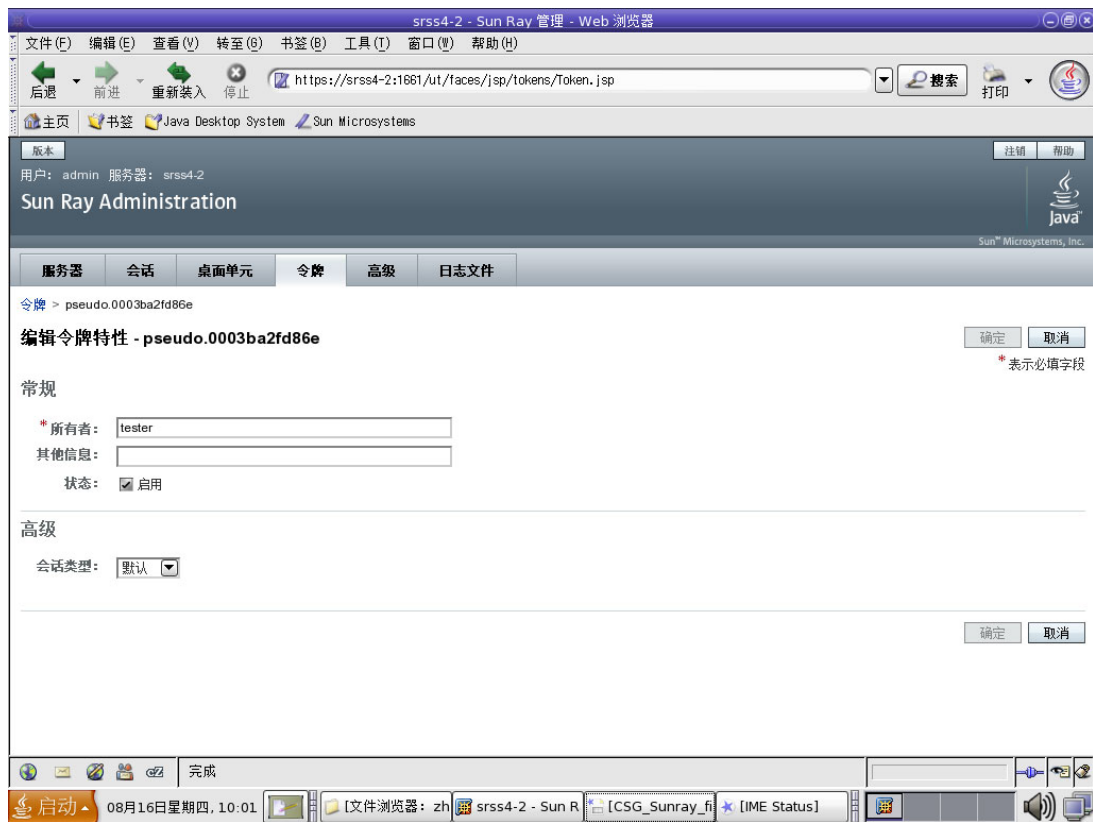 srss4-2 - Sun Ray 管理 - Web 浏览器
文件(F) 编辑(E) 查看(V) 转至(G) 书签(B) 工具(T) 窗口(W) 帮助(H)
后退 前进 重新装入 停止 https://srss4-2:1661/ut/faces/jsp/tokens/Token.jsp 搜索 打印
主页 书签 Java Desktop System Sun Microsystems
版本 注销 帮助
用户: admin 服务器: srss4-2
Sun Ray Administration
Java™
Sun™ Microsystems, Inc.
服务器 会话 桌面单元 令牌 高级 日志文件
令牌 > pseudo.0003ba2fd86e
编辑令牌特性 - pseudo.0003ba2fd86e 确定 取消
* 表示必填字段
常规
* 所有者: tester
其他信息:
状态: 启用
高级
会话类型: 默认
确定 取消
完成
启动 08月16日星期四, 10:01 [文件浏览器: zh srss4-2 - Sun R [CSG_Sunray_fi [IME Status]